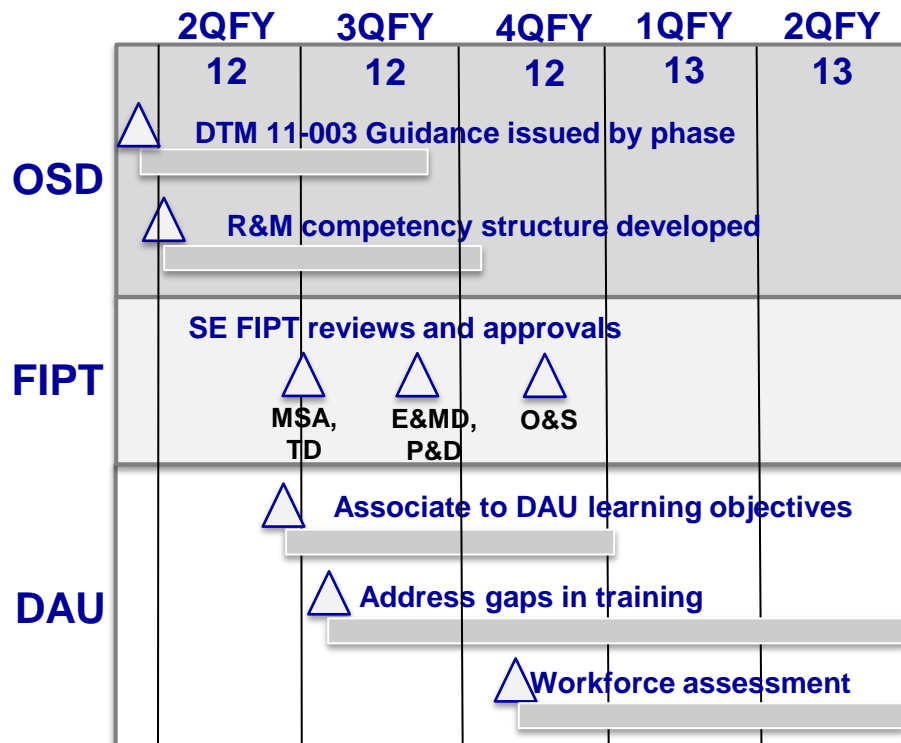 2QFY 3QFY 4QFY 1QFY 2QFY
12 12 12 13 13
OSD
DTM 11-003 Guidance issued by phase
R&M competency structure developed
FIPT
SE FIPT reviews and approvals
MSA,
TD
E&MD,
P&D
O&S
DAU
Associate to DAU learning objectives
Address gaps in training
Workforce assessment